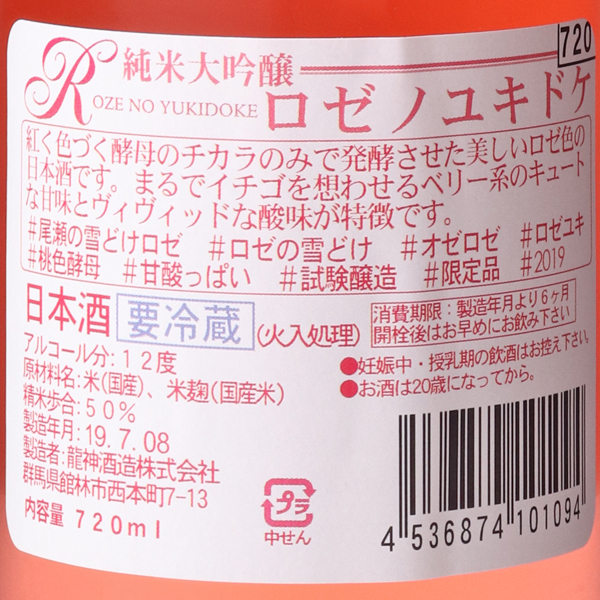 720
純米大吟醸
ROZE NO YUKIDOKE ロゼノユキドケ
紅く色づく酵母のチカラのみで発酵させた美しいロゼ色の
日本酒です。まるでイチゴを想わせるベリー系のキュート
な甘味とヴィヴィッドな酸味が特徴です。
#尾瀬の雪どけロゼ #ロゼの雪どけ #オゼロゼ #ロゼユキ
#桃色酵母 #甘酸っぱい #試験醸造 #限定品 #2019
日本酒 要冷蔵 (火入処理)
消費期限:製造年月より6ヶ月
開栓後はお早めにお飲み下さい
アルコール分:12度
原材料名:米(国産)、米麹(国産米)
精米歩合:50%
製造年月:19.7.08
製造者:龍神酒造株式会社
群馬県館林市西本町7-13
内容量 720ml
●妊娠中・授乳期の飲酒はお控え下さい。
●お酒は20歳になってから。
プラ
中せん
4 536874 101094